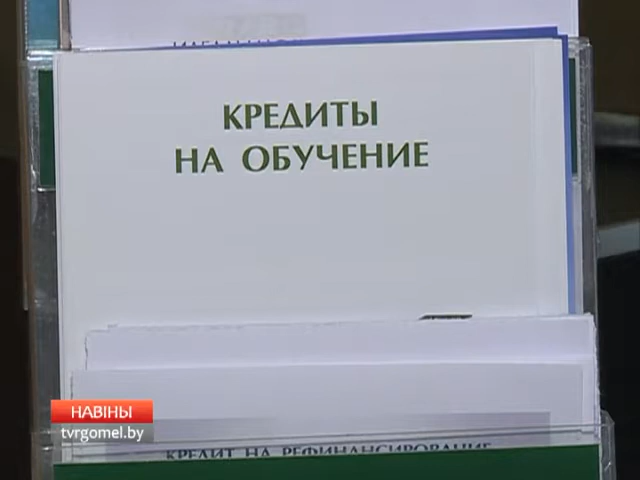 КРЕДИТЫ
НА ОБУЧЕНИЕ
НАВІНЫ
tvrgomel.by
КРЕДИТ НА РЕФИНАНСИРОВАНИЕ